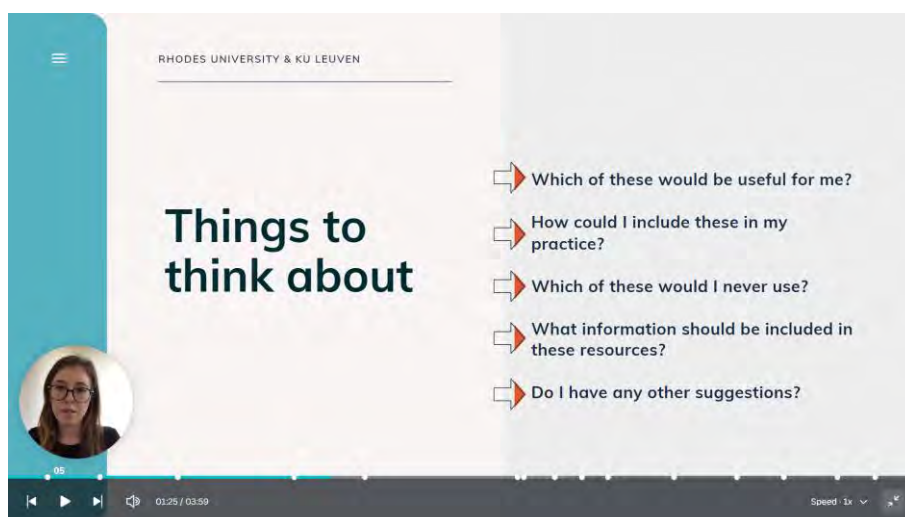 RHODES UNIVERSITY & KU LEUVEN
Things to
think about
Which of these would be useful for me?
How could I include these in my
practice?
Which of these would I never use?
What information should be included in
these resources?
Do I have any other suggestions?
05
01:25 / 03:59
Speed · 1x